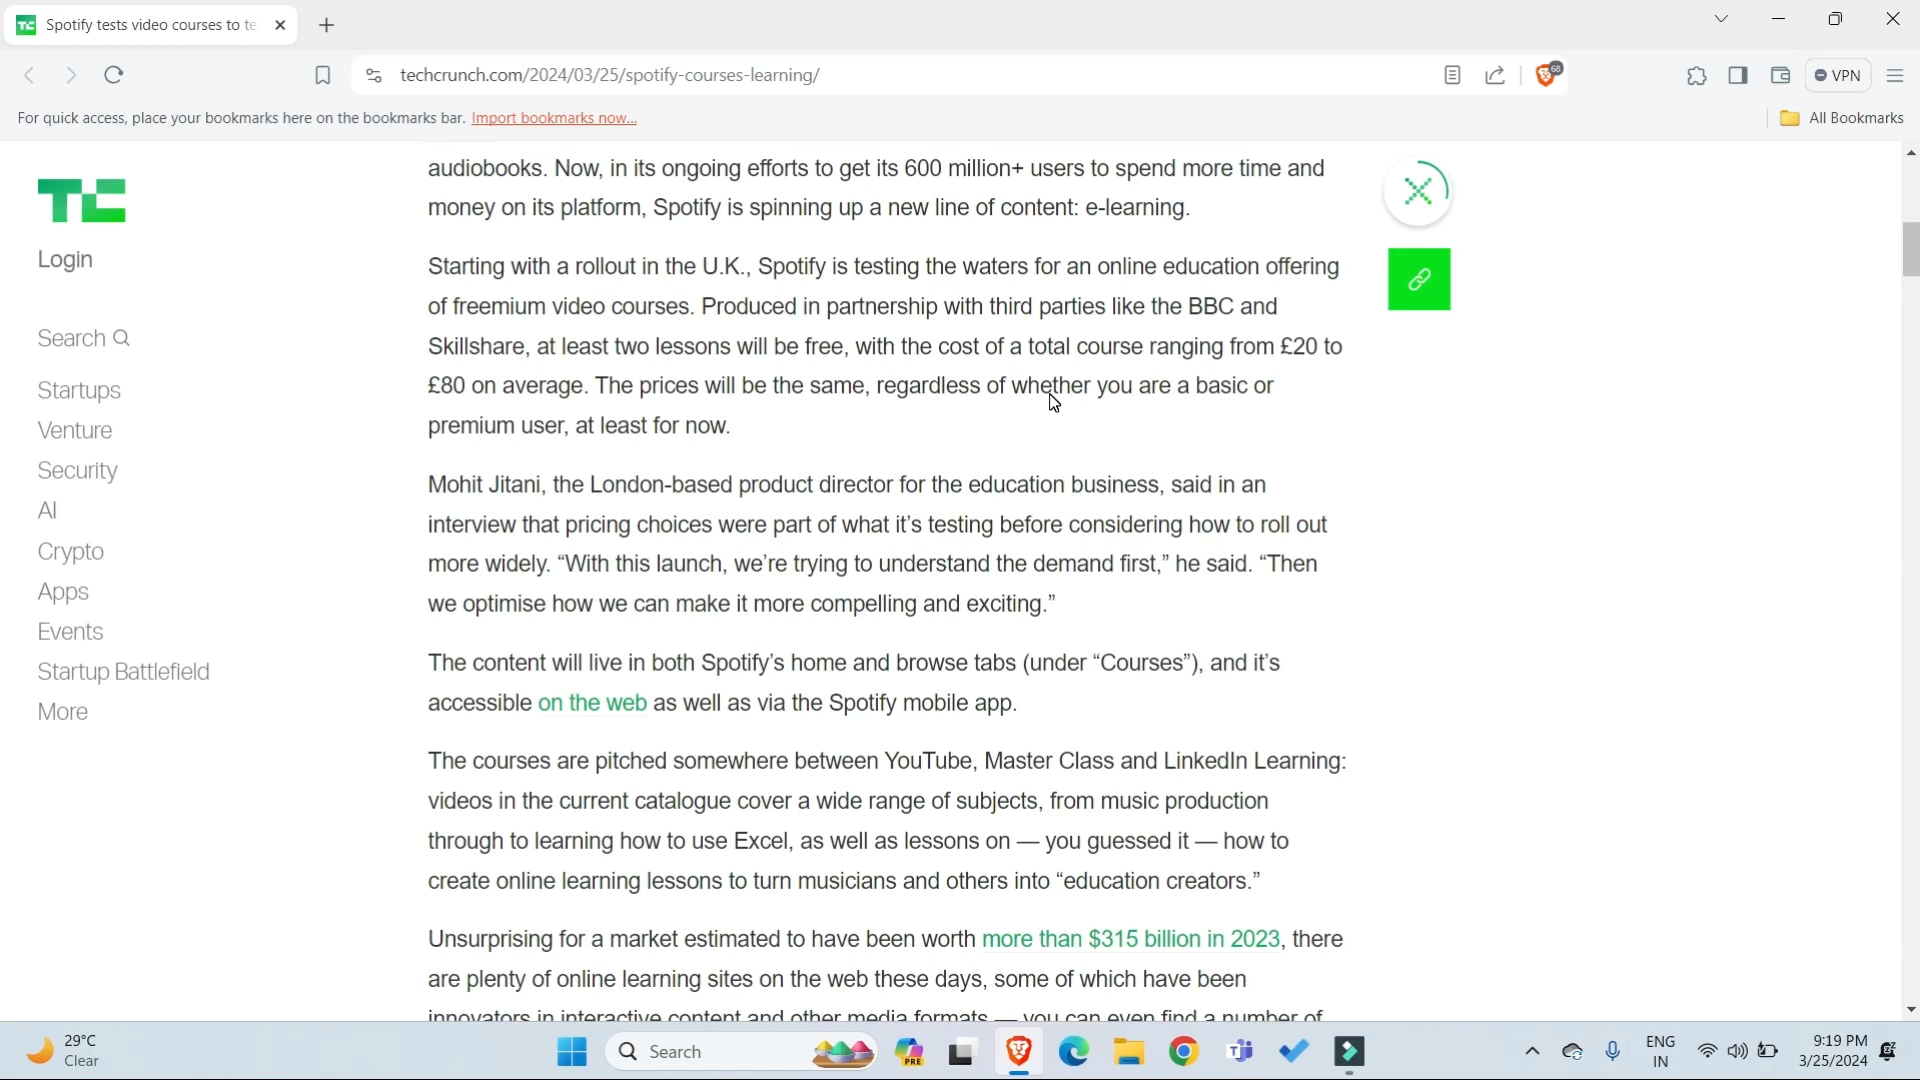 Spotify tests video courses to te
techcrunch.com/2024/03/25/spotify-courses-learning/
68
VPN
For quick access, place your bookmarks here on the bookmarks bar. Import bookmarks now...
All Bookmarks
TC
Login
Search
Startups
Venture
Security
AI
Crypto
Apps
Events
Startup Battlefield
More
audiobooks. Now, in its ongoing efforts to get its 600 million+ users to spend more time and
money on its platform, Spotify is spinning up a new line of content: e-learning.
Starting with a rollout in the U.K., Spotify is testing the waters for an online education offering
of freemium video courses. Produced in partnership with third parties like the BBC and
Skillshare, at least two lessons will be free, with the cost of a total course ranging from £20 to
£80 on average. The prices will be the same, regardless of whether you are a basic or
premium user, at least for now.
Mohit Jitani, the London-based product director for the education business, said in an
interview that pricing choices were part of what it’s testing before considering how to roll out
more widely. “With this launch, we’re trying to understand the demand first,” he said. “Then
we optimise how we can make it more compelling and exciting.”
The content will live in both Spotify’s home and browse tabs (under “Courses”), and it’s
accessible on the web as well as via the Spotify mobile app.
The courses are pitched somewhere between YouTube, Master Class and LinkedIn Learning:
videos in the current catalogue cover a wide range of subjects, from music production
through to learning how to use Excel, as well as lessons on — you guessed it — how to
create online learning lessons to turn musicians and others into “education creators.”
Unsurprising for a market estimated to have been worth more than $315 billion in 2023, there
are plenty of online learning sites on the web these days, some of which have been
innovators in interactive content and other media formats — you can even find a number of
29°C
Clear
Search
PRE
ENG
IN
9:19 PM
3/25/2024